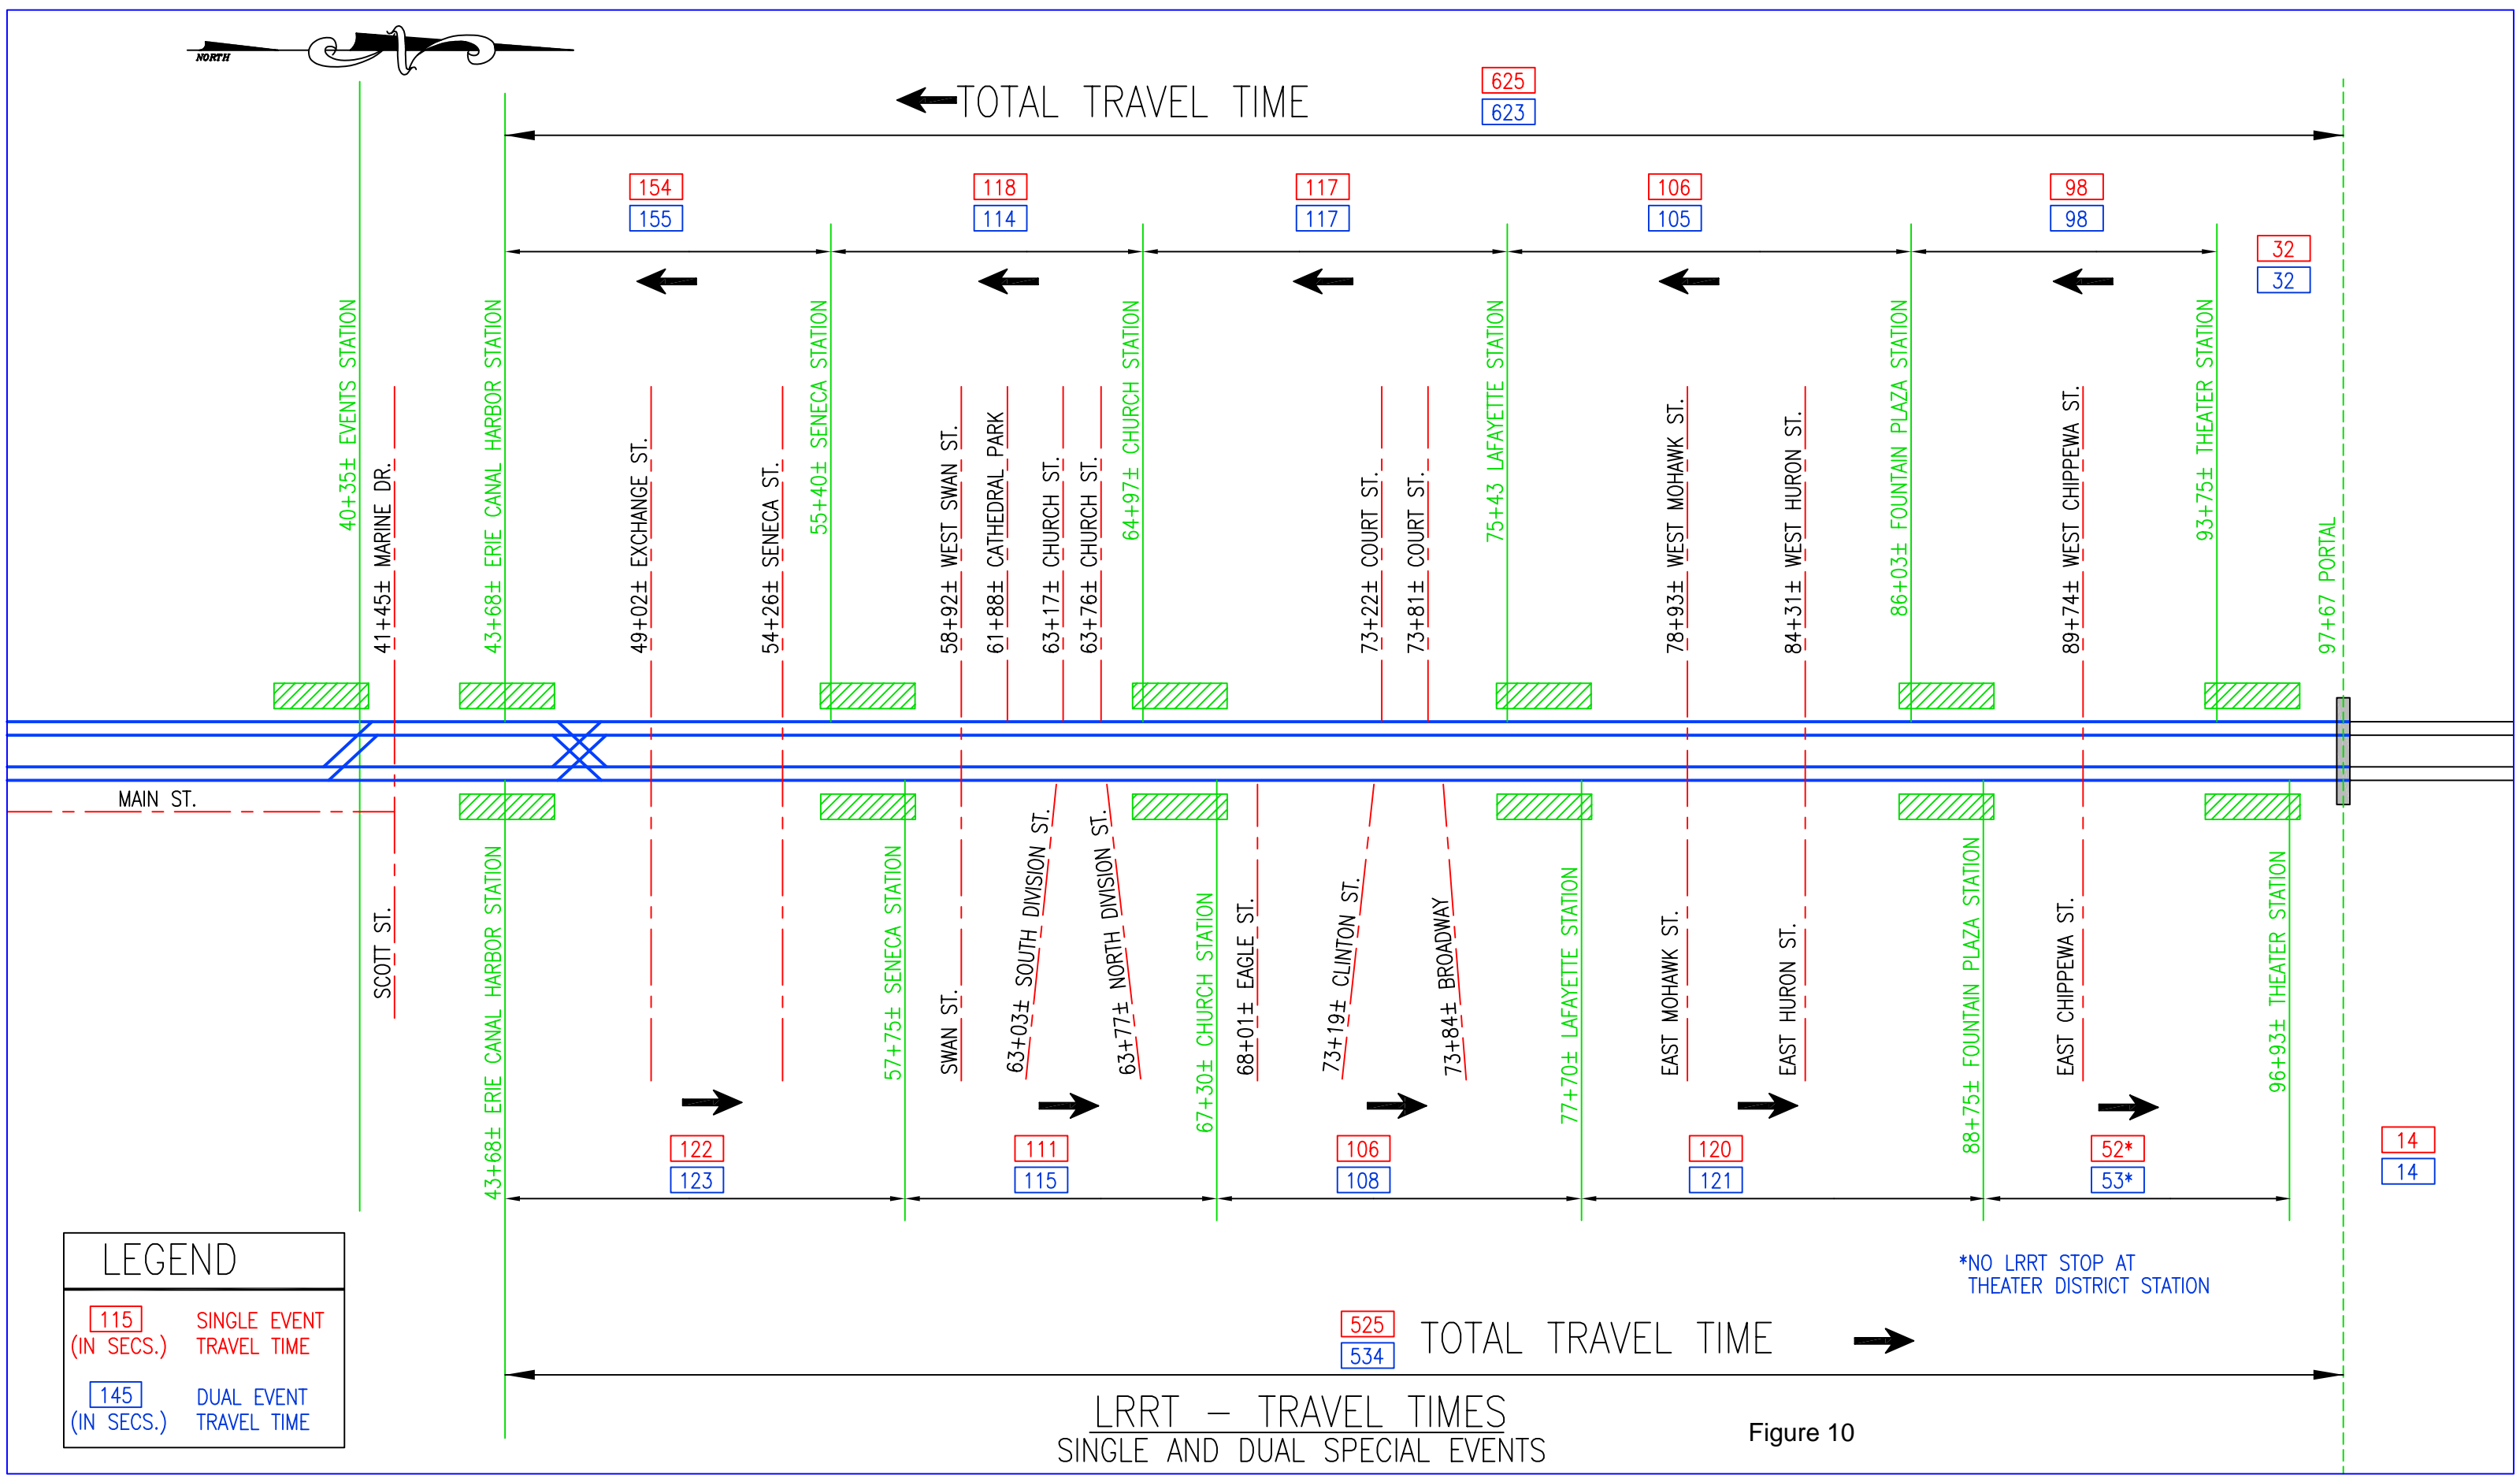 NORTH
TOTAL TRAVEL TIME
625
623
154
155
118
114
117
117
106
105
98
98
32
32
40+35± EVENTS STATION
41+45± MARINE DR.
43+68± ERIE CANAL HARBOR STATION
49+02± EXCHANGE ST.
54+26± SENECA ST.
55+40± SENECA STATION
58+92± WEST SWAN ST.
61+88± CATHEDRAL PARK
63+17± CHURCH ST.
63+76± CHURCH ST.
64+97± CHURCH STATION
73+22± COURT ST.
73+81± COURT ST.
75+43 LAFAYETTE STATION
78+93± WEST MOHAWK ST.
84+31± WEST HURON ST.
86+03± FOUNTAIN PLAZA STATION
89+74± WEST CHIPPEWA ST.
93+75± THEATER STATION
97+67 PORTAL
MAIN ST.
SCOTT ST.
43+68± ERIE CANAL HARBOR STATION
57+75± SENECA STATION
SWAN ST.
63+03± SOUTH DIVISION ST.
63+77± NORTH DIVISION ST.
67+30± CHURCH STATION
68+01± EAGLE ST.
73+19± CLINTON ST.
73+84± BROADWAY
77+70± LAFAYETTE STATION
EAST MOHAWK ST.
EAST HURON ST.
88+75± FOUNTAIN PLAZA STATION
EAST CHIPPEWA ST.
96+93± THEATER STATION
122
123
111
115
106
108
120
121
52*
53*
14
14
*NO LRRT STOP AT
THEATER DISTRICT STATION
525
534
TOTAL TRAVEL TIME
LEGEND
115
(IN SECS.)
SINGLE EVENT
TRAVEL TIME
145
(IN SECS.)
DUAL EVENT
TRAVEL TIME
LRRT – TRAVEL TIMES
SINGLE AND DUAL SPECIAL EVENTS
Figure 10